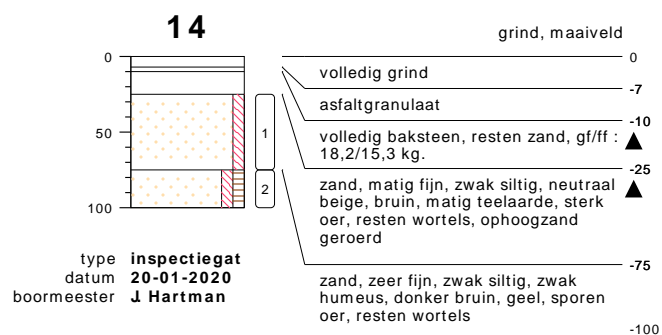 14
grind, maaiveld
0
0
volledig grind
-7
asfaltgranulaat
-10
volledig baksteen, resten zand, gf/ff :
18,2/15,3 kg.
-25
50
1
zand, matig fijn, zwak siltig, neutraal
beige, bruin, matig teelaarde, sterk
oer, resten wortels, ophoogzand
geroerd
2
100
-75
zand, zeer fijn, zwak siltig, zwak
humeus, donker bruin, geel, sporen
oer, resten wortels
-100
type inspectiegat
datum 20-01-2020
boormeester J. Hartman